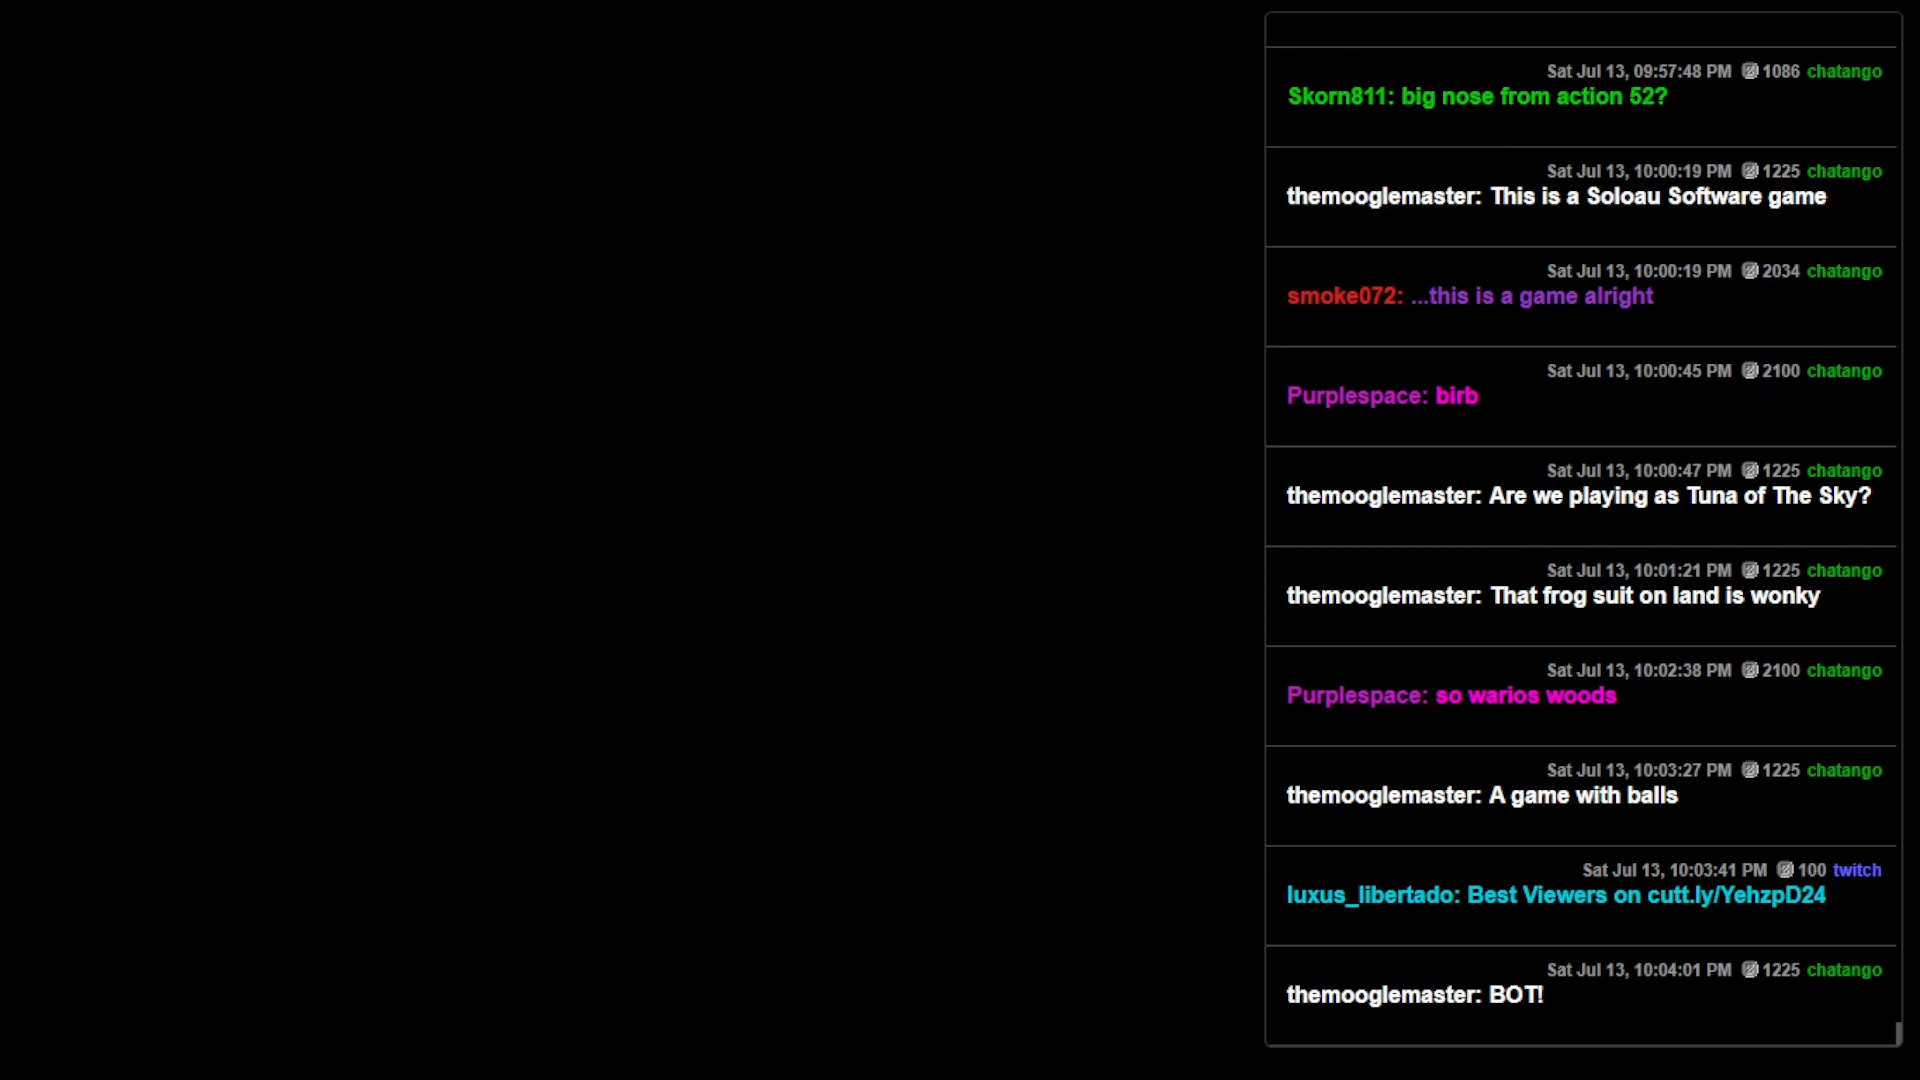 Sat Jul 13, 09:57:48 PM 1086 chatango
Skorn811: big nose from action 52?
Sat Jul 13, 10:00:19 PM 1225 chatango
themooglemaster: This is a Soloau Software game
Sat Jul 13, 10:00:19 PM 2034 chatango
smoke072: ...this is a game alright
Sat Jul 13, 10:00:45 PM 2100 chatango
Purplespace: birb
Sat Jul 13, 10:00:47 PM 1225 chatango
themooglemaster: Are we playing as Tuna of The Sky?
Sat Jul 13, 10:01:21 PM 1225 chatango
themooglemaster: That frog suit on land is wonky
Sat Jul 13, 10:02:38 PM 2100 chatango
Purplespace: so warios woods
Sat Jul 13, 10:03:27 PM 1225 chatango
themooglemaster: A game with balls
Sat Jul 13, 10:03:41 PM 100 twitch
luxus_libertado: Best Viewers on cutt.ly/YehzpD24
Sat Jul 13, 10:04:01 PM 1225 chatango
themooglemaster: BOT!